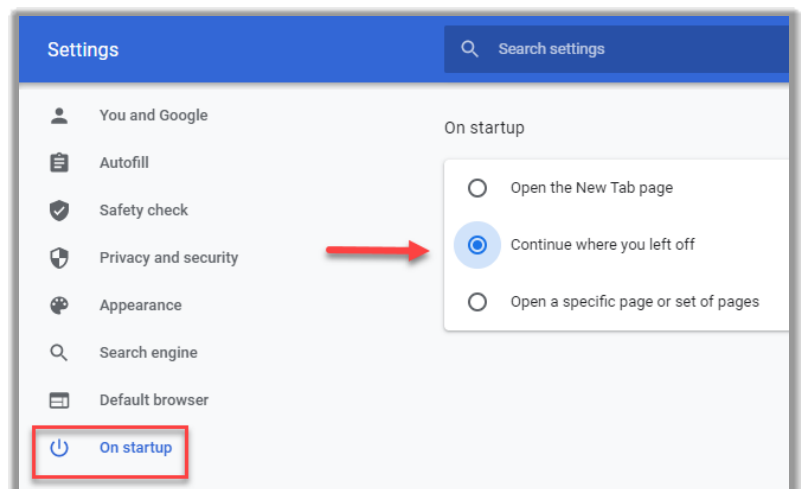 Settings
Search settings
You and Google
Autofill
Safety check
Privacy and security
Appearance
Search engine
Default browser
On startup
On startup
Open the New Tab page
Continue where you left off
Open a specific page or set of pages